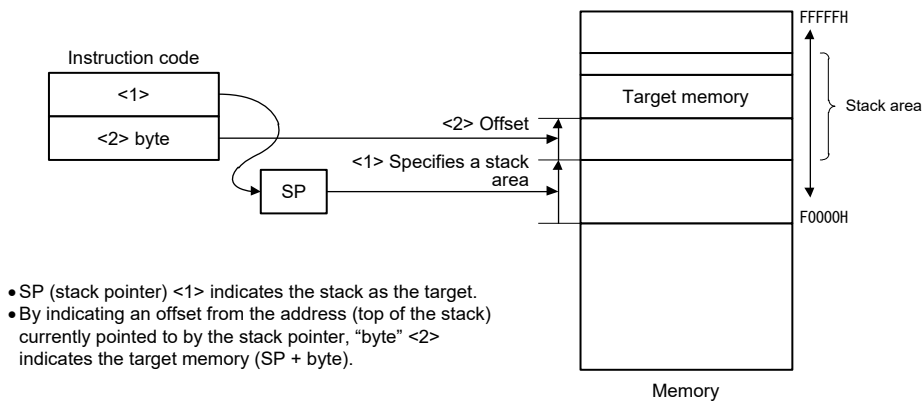 FFFFFH
Instruction code
<1>
Target memory
Stack area
<2> Offset
<2> byte
<1> Specifies a stack
area
SP
F0000H
• SP (stack pointer) <1> indicates the stack as the target.
• By indicating an offset from the address (top of the stack)
currently pointed to by the stack pointer, “byte” <2>
indicates the target memory (SP + byte).
Memory